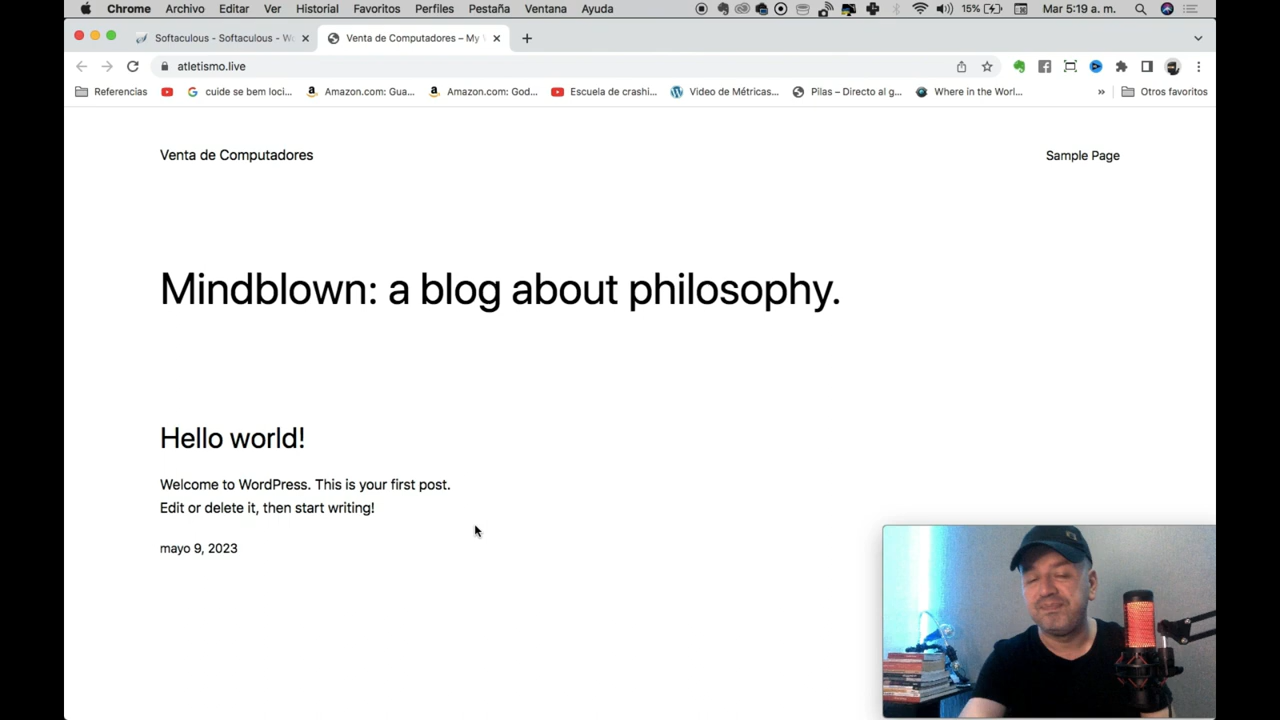 Chrome Archivo Editar Ver Historial Favoritos Perfiles Pestaña Ventana Ayuda 15% Mar 5:19 a. m.
Softaculous - Softaculous - Wo Venta de Computadores – My
atletismo.live
Referencias cuide se bem loci... Amazon.com: Gua... Amazon.com: God... Escuela de crashi... Video de Métricas... Pilas – Directo al g... Where in the Worl... » Otros favoritos
Venta de Computadores Sample Page
Mindblown: a blog about philosophy.
Hello world!
Welcome to WordPress. This is your first post.
Edit or delete it, then start writing!
mayo 9, 2023